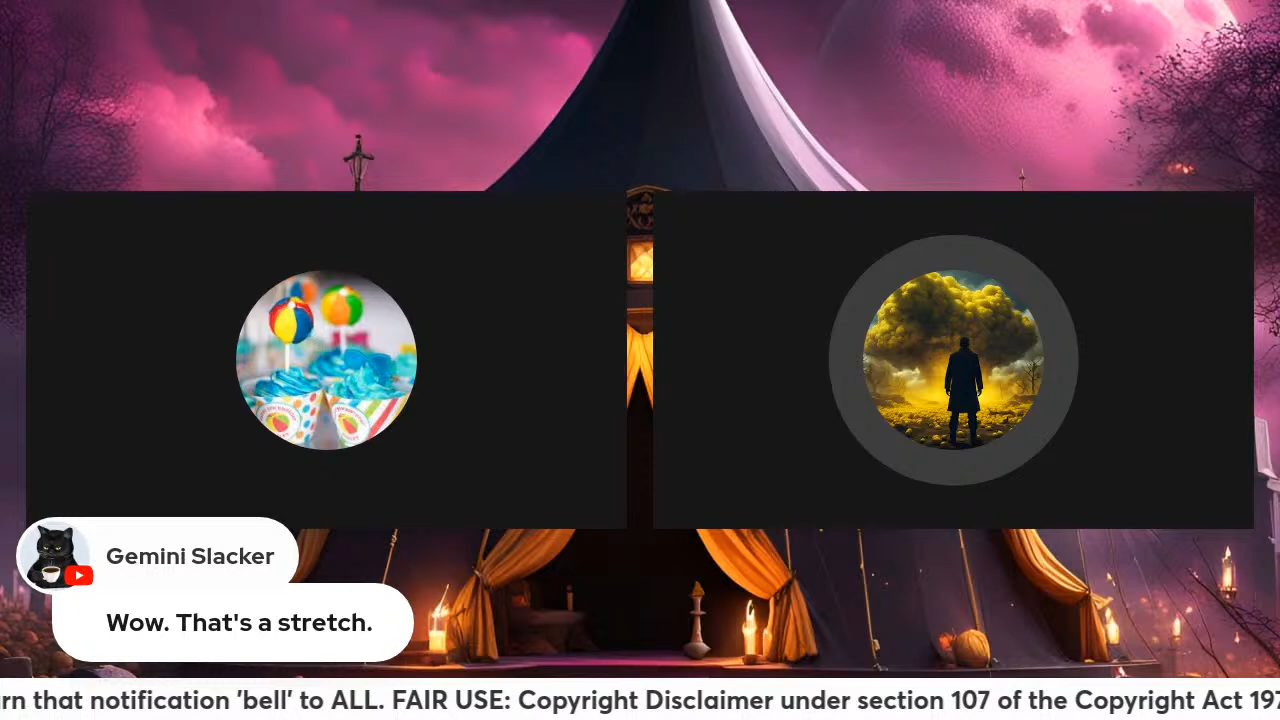 Gemini Slacker
Wow. That's a stretch.
rn that notification 'bell' to ALL. FAIR USE: Copyright Disclaimer under section 107 of the Copyright Act 197